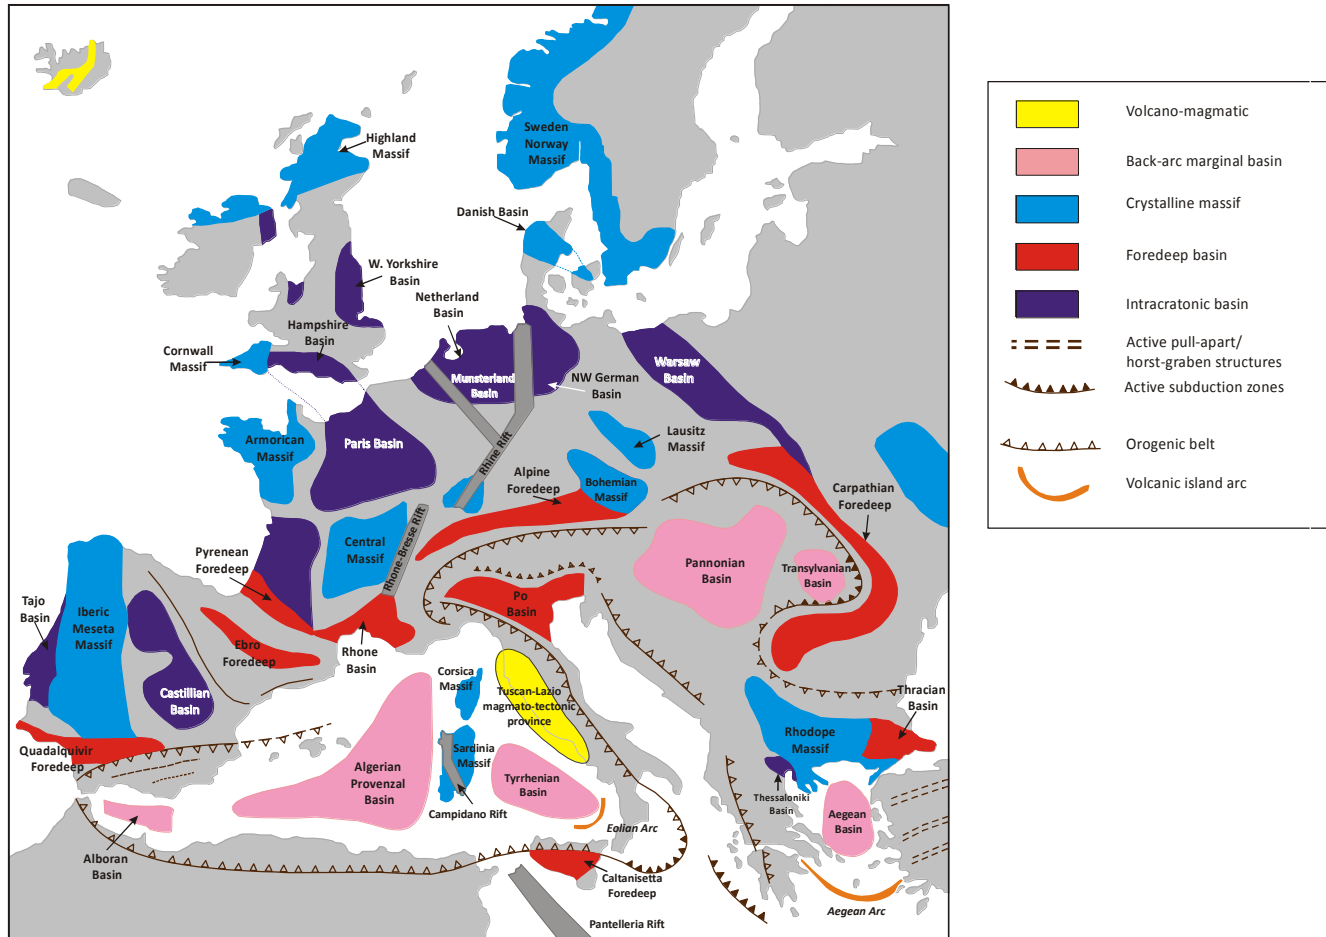 Highland
Massif
Sweden
Norway
Massif
Danish Basin
W. Yorkshire
Basin
Netherland
Basin
Hampshire
Basin
Cornwall
Massif
Munsterland
Basin
NW German
Basin
Warsaw
Basin
Armorican
Massif
Paris Basin
Rhine Rift
Lausitz
Massif
Alpine
Foredeep
Bohemian
Massif
Carpathian
Foredeep
Pyrenean
Foredeep
Central
Massif
Rhone-Bresse Rift
Pannonian
Basin
Transylvanian
Basin
Tajo
Basin
Iberic
Meseta
Massif
Po
Basin
Ebro
Foredeep
Rhone
Basin
Castillian
Basin
Corsica
Massif
Tuscan-Lazio
magmato-tectonic
province
Thracian
Basin
Quadalquivir
Foredeep
Rhodope
Massif
Algerian
Provenzal
Basin
Sardinia
Massif
Tyrrhenian
Basin
Campidano Rift
Thessaloniki
Basin
Aegean
Basin
Eolian Arc
Alboran
Basin
Caltanisetta
Foredeep
Aegean Arc
Pantelleria Rift
Volcano-magmatic
Back-arc marginal basin
Crystalline massif
Foredeep basin
Intracratonic basin
Active pull-apart/
horst-graben structures
Active subduction zones
Orogenic belt
Volcanic island arc